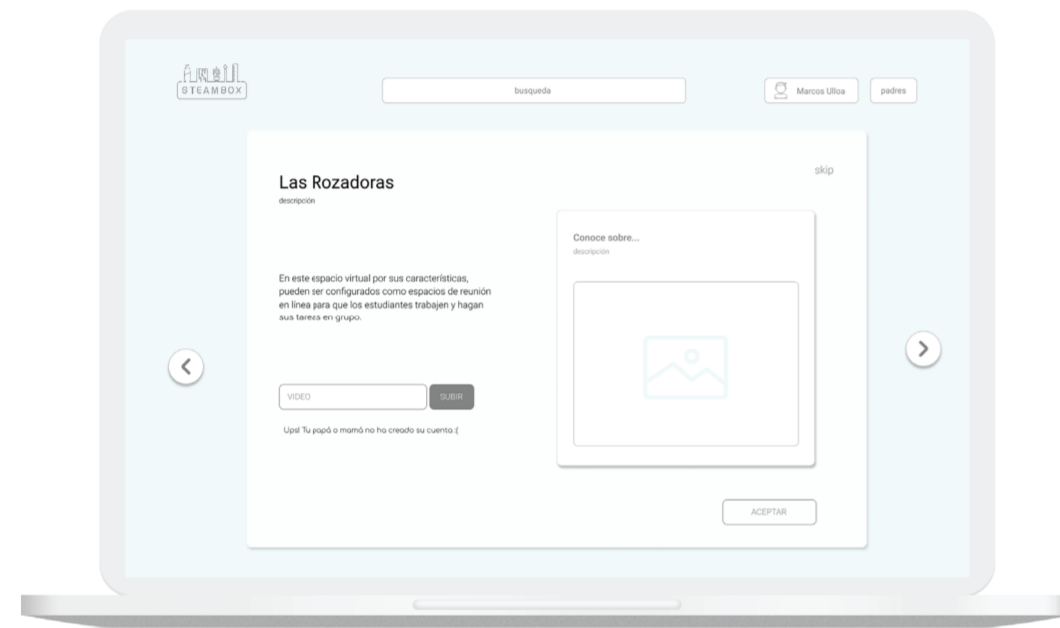 STEAMBOX
busqueda
Marcos Ulloa
padres
skip
Las Rozadoras
descripción
En este espacio virtual por sus características,
pueden ser configurados como espacios de reunión
en línea para que los estudiantes trabajen y hagan
sus tareas en grupo.
VIDEO
SUBIR
Ups! Tu papá o mamá no ha creado su cuenta :(
Conoce sobre...
descripción
ACEPTAR